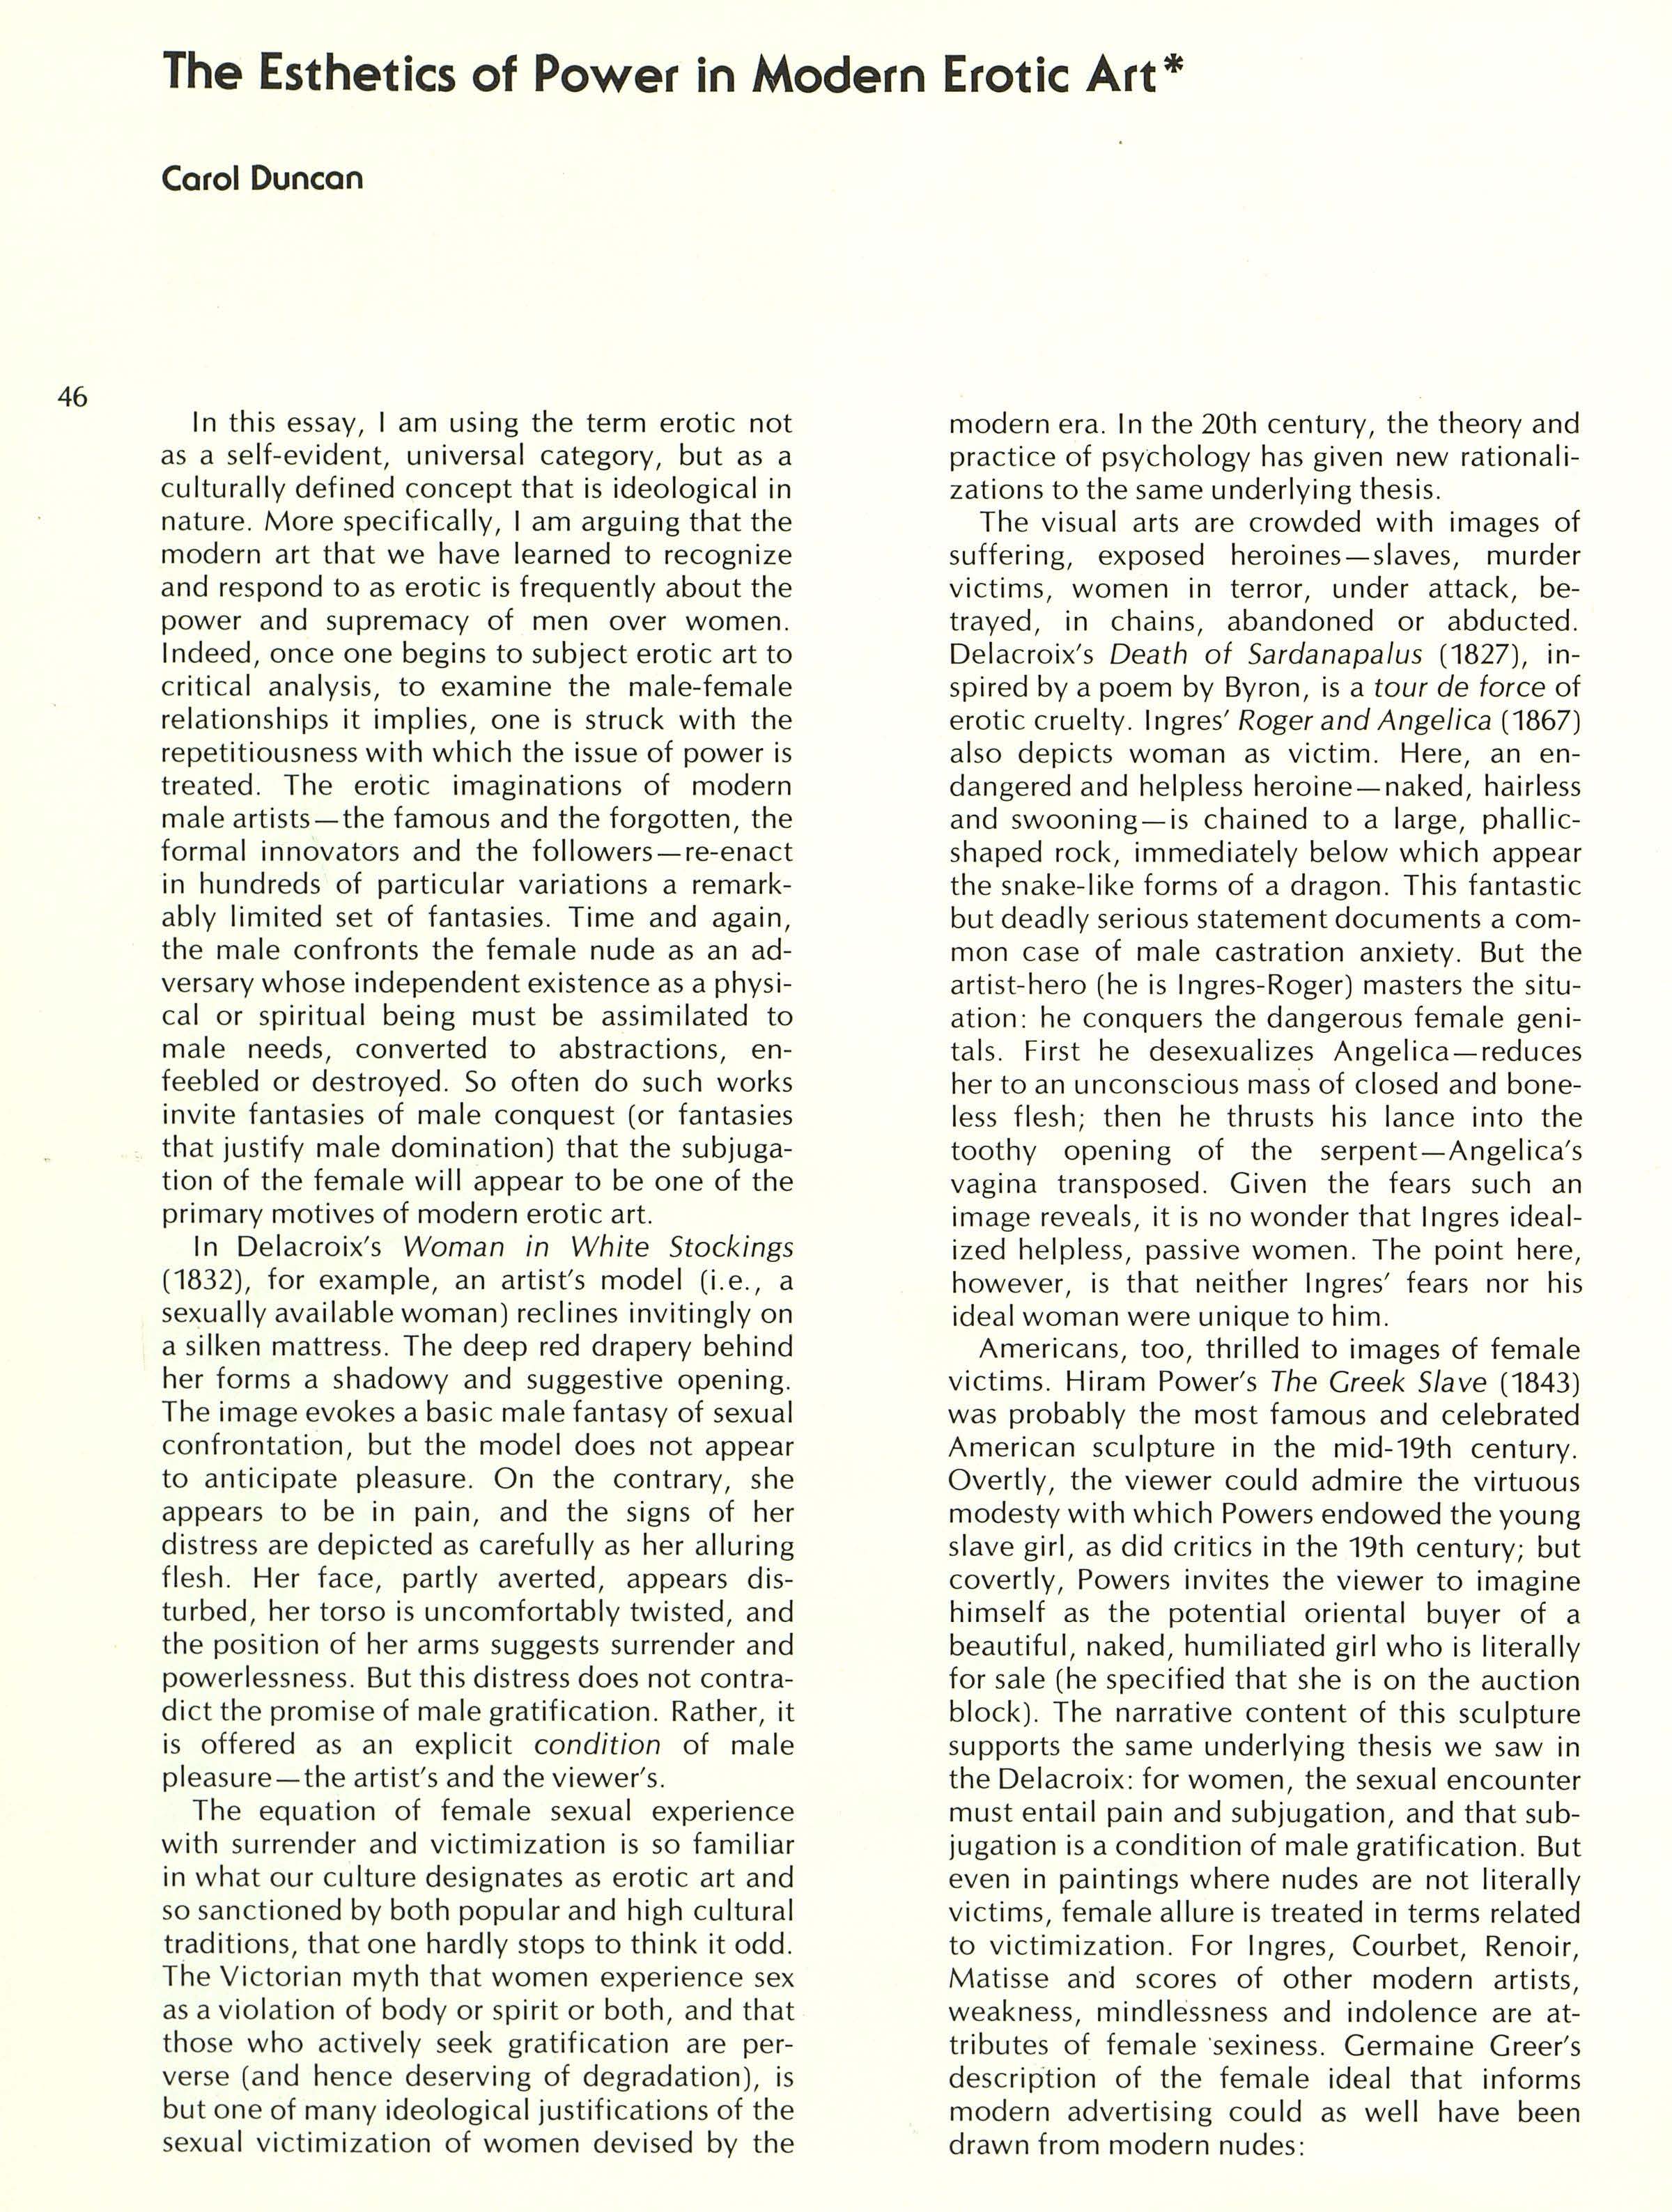 The Esthetics of Power in Modern Erotic Art*
Carol Duncan
46
In this essay, I am using the term erotic not
as a self-evident, universal category, but as a
culturally defined concept that is ideological in
nature. More specifically, I am arguing that the
modern art that we have learned to recognize
and respond to as erotic is frequently about the
power and supremacy of men over women.
Indeed, once one begins to subject erotic art to
critical analysis, to examine the male-female
relationships it implies, one is struck with the
repetitiousness with which the issue of power is
treated. The erotic imaginations of modern
male artists—the famous and the forgotten, the
formal innovators and the followers—re-enact
in hundreds of particular variations a remark-
ably limited set of fantasies. Time and again,
the male confronts the female nude as an ad-
versary whose independent existence as a physi-
cal or spiritual being must be assimilated to
male needs, converted to abstractions, en-
feebled or destroyed. So often do such works
invite fantasies of male conquest (or fantasies
that justify male domination) that the subjuga-
tion of the female will appear to be one of the
primary motives of modern erotic art.
In Delacroix's Woman in White Stockings
(1832), for example, an artist's model (i.e., a
sexually available woman) reclines invitingly on
a silken mattress. The deep red drapery behind
her forms a shadowy and suggestive opening.
The image evokes a basic male fantasy of sexual
confrontation, but the model does not appear
to anticipate pleasure. On the contrary, she
appears to be in pain, and the signs of her
distress are depicted as carefully as her alluring
flesh. Her face, partly averted, appears dis-
turbed, her torso is uncomfortably twisted, and
the position of her arms suggests surrender and
powerlessness. But this distress does not contra-
dict the promise of male gratification. Rather, it
is offered as an explicit condition of male
pleasure—the artist's and the viewer's.
The equation of female sexual experience
with surrender and victimization is so familiar
in what our culture designates as erotic art and
so sanctioned by both popular and high cultural
traditions, that one hardly stops to think it odd.
The Victorian myth that women experience sex
as a violation of body or spirit or both, and that
those who actively seek gratification are per-
verse (and hence deserving of degradation), is
but one of many ideological justifications of the
sexual victimization of women devised by the
modern era. In the 20th century, the theory and
practice of psychology has given new rationali-
zations to the same underlying thesis.
The visual arts are crowded with images of
suffering, exposed heroines—slaves, murder
victims, women in terror, under attack, be-
trayed, in chains, abandoned or abducted.
Delacroix's Death of Sardanapalus (1827), in-
spired by a poem by Byron, is a tour de force of
erotic cruelty. Ingres' Roger and Angelica (1867)
also depicts woman as victim. Here, an en-
dangered and helpless heroine—naked, hairless
and swooning—is chained to a large, phallic-
shaped rock, immediately below which appear
the snake-like forms of a dragon. This fantastic
but deadly serious statement documents a com-
mon case of male castration anxiety. But the
artist-hero (he is Ingres-Roger) masters the situ-
ation: he conquers the dangerous female geni-
tals. First he desexualizes Angelica—reduces
her to an unconscious mass of closed and bone-
less flesh; then he thrusts his lance into the
toothy opening of the serpent—Angelica's
vagina transposed. Given the fears such an
image reveals, it is no wonder that Ingres ideal-
ized helpless, passive women. The point here,
however, is that neither Ingres' fears nor his
ideal woman were unique to him.
Americans, too, thrilled to images of female
victims. Hiram Power's The Greek Slave (1843)
was probably the most famous and celebrated
American sculpture in the mid-19th century.
Overtly, the viewer could admire the virtuous
modesty with which Powers endowed the young
slave girl, as did critics in the 19th century; but
covertly, Powers invites the viewer to imagine
himself as the potential oriental buyer of a
beautiful, naked, humiliated girl who is literally
for sale (he specified that she is on the auction
block). The narrative content of this sculpture
supports the same underlying thesis we saw in
the Delacroix: for women, the sexual encounter
must entail pain and subjugation, and that sub-
jugation is a condition of male gratification. But
even in paintings where nudes are not literally
victims, female allure is treated in terms related
to victimization. For Ingres, Courbet, Renoir,
Matisse and scores of other modern artists,
weakness, mindlessness and indolence are at-
tributes of female sexiness. Germaine Greer's
description of the female ideal that informs
modern advertising could as well have been
drawn from modern nudes: